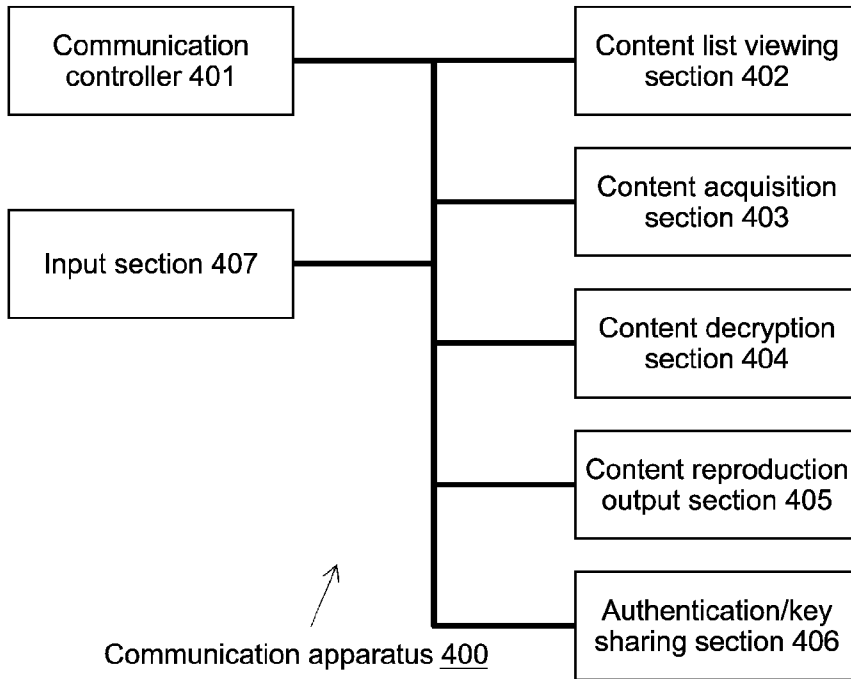 Communication
controller 401
Content list viewing
section 402
Content acquisition
section 403
Input section 407
Content decryption
section 404
Content reproduction
output section 405
Authentication/key
sharing section 406
Communication apparatus 400